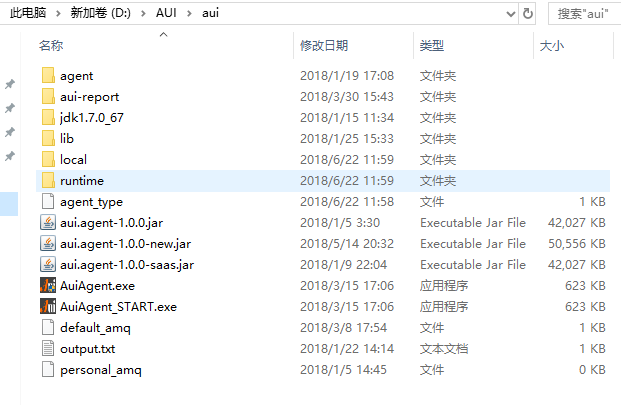 此电脑 > 新加卷 (D:) > AUI > aui 搜索"aui"
名称 修改日期 类型 大小
agent 2018/1/19 17:08 文件夹
aui-report 2018/3/30 15:43 文件夹
jdk1.7.0_67 2018/1/15 11:34 文件夹
lib 2018/1/25 15:33 文件夹
local 2018/6/22 11:59 文件夹
runtime 2018/6/22 11:59 文件夹
agent_type 2018/6/22 11:58 文件 1 KB
aui.agent-1.0.0.jar 2018/1/5 3:30 Executable Jar File 42,027 KB
aui.agent-1.0.0-new.jar 2018/5/14 20:32 Executable Jar File 50,556 KB
aui.agent-1.0.0-saas.jar 2018/1/9 22:04 Executable Jar File 42,027 KB
AuiAgent.exe 2018/3/15 17:06 应用程序 623 KB
AuiAgent_START.exe 2018/3/15 17:06 应用程序 623 KB
default_amq 2018/3/8 17:54 文件 1 KB
output.txt 2018/1/22 14:14 文本文档 1 KB
personal_amq 2018/1/5 14:45 文件 0 KB